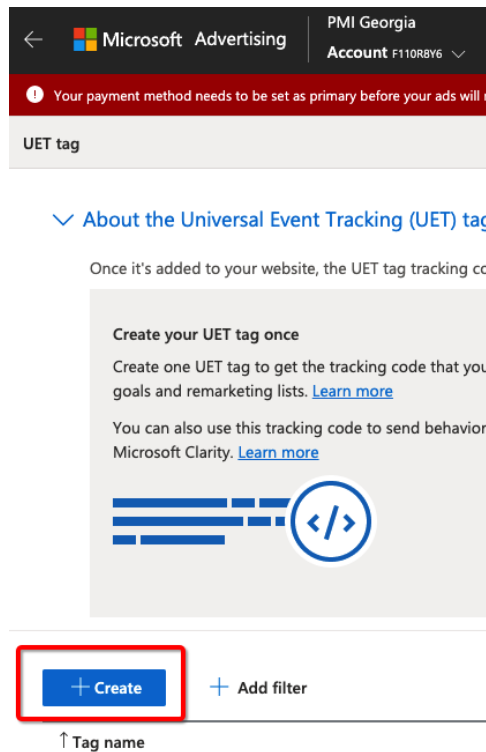 Microsoft Advertising
PMI Georgia
Account F110R8Y6
Your payment method needs to be set as primary before your ads will
UET tag
About the Universal Event Tracking (UET) tag
Once it's added to your website, the UET tag tracking
Create your UET tag once
Create one UET tag to get the tracking code that you
goals and remarketing lists. Learn more
You can also use this tracking code to send behavior
Microsoft Clarity. Learn more
</>
+ Create
+ Add filter
↑ Tag name